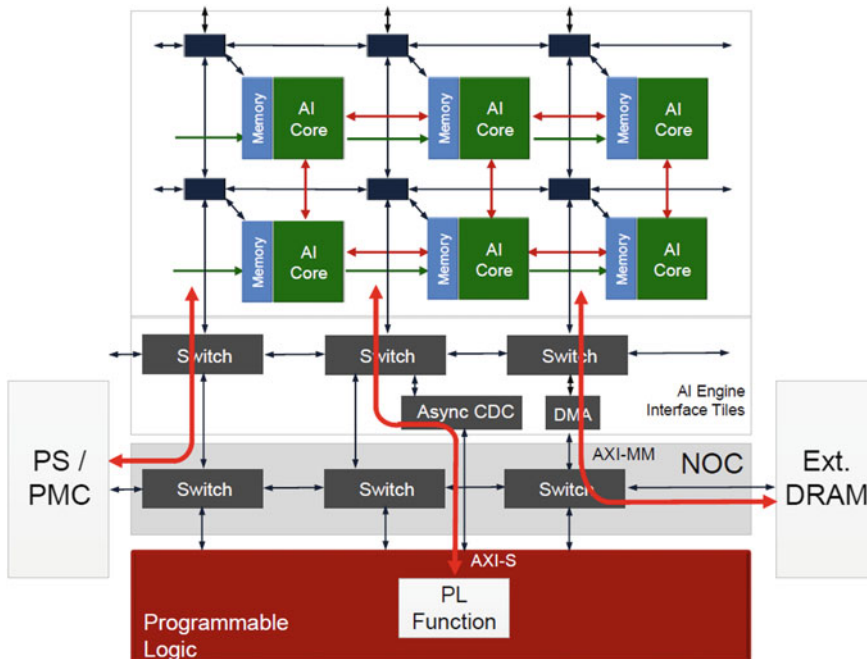 Memory
AI
Core
Memory
AI
Core
Memory
AI
Core
Memory
AI
Core
Memory
AI
Core
Memory
AI
Core
Switch
Switch
Switch
Async CDC
DMA
AI Engine
Interface Tiles
PS /
PMC
AXI-MM
NOC
Switch
Switch
Switch
Ext.
DRAM
AXI-S
PL
Function
Programmable
Logic